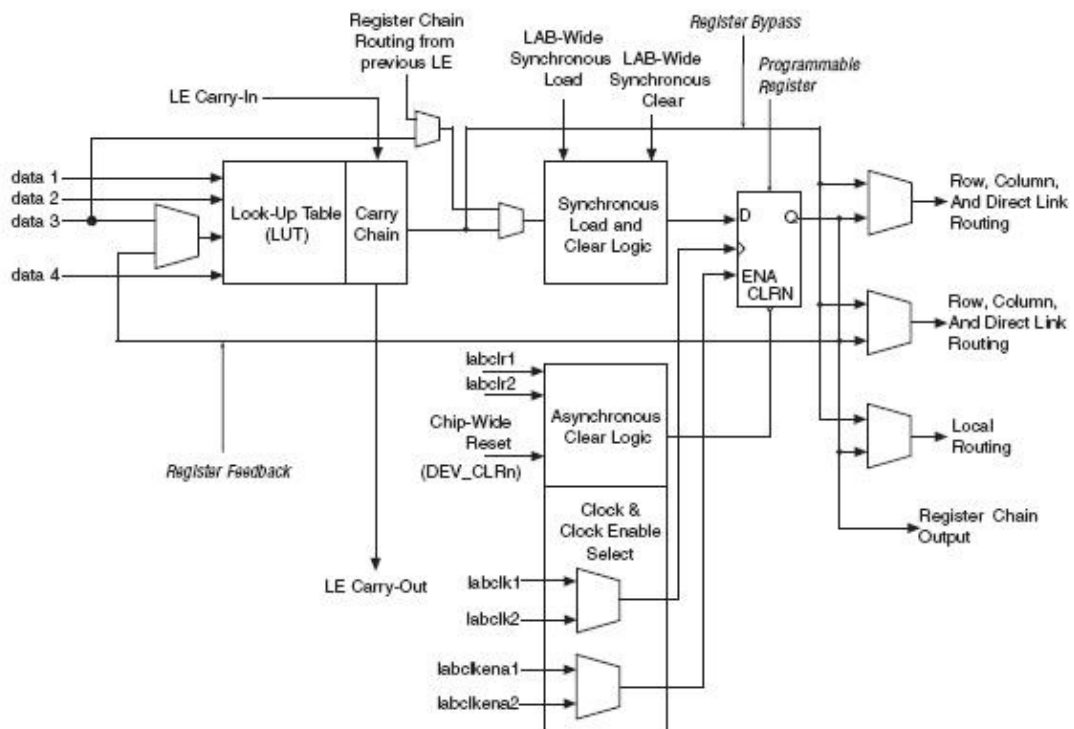 Register Chain
Routing from
previous LE
LAB-Wide
Synchronous
Load
LAB-Wide
Synchronous
Clear
Register Bypass
Programmable
Register
LE Carry-In
data 1
data 2
data 3
data 4
Look-Up Table
(LUT)
Carry
Chain
Synchronous
Load and
Clear Logic
D
Q
ENA
CLRN
Row, Column,
And Direct Link
Routing
Row, Column,
And Direct Link
Routing
Local
Routing
Register Chain
Output
labclr1
labclr2
Chip-Wide
Reset
(DEV_CLRn)
Asynchronous
Clear Logic
Register Feedback
Clock &
Clock Enable
Select
LE Carry-Out
labclk1
labclk2
labclkena1
labclkena2